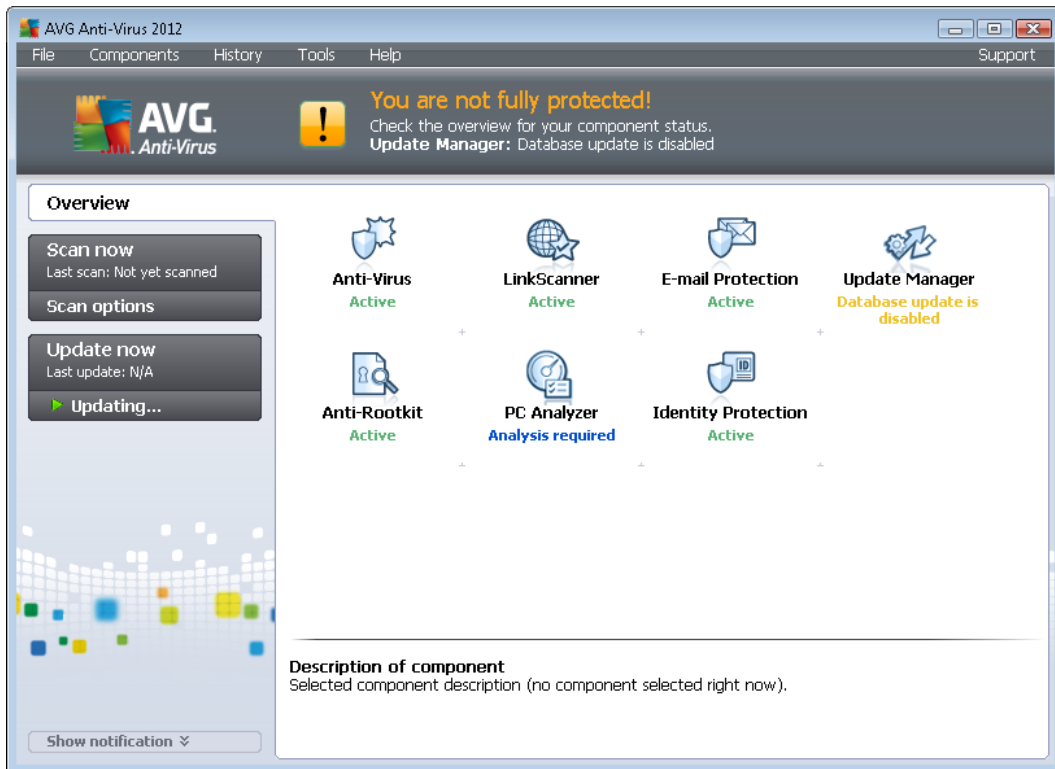 AVG Anti-Virus 2012
File Components History Tools Help Support
AVG.
Anti-Virus
You are not fully protected!
Check the overview for your component status.
Update Manager: Database update is disabled
Overview
Scan now
Last scan: Not yet scanned
Scan options
Update now
Last update: N/A
Updating...
Anti-Virus
Active
LinkScanner
Active
E-mail Protection
Active
Update Manager
Database update is
disabled
Anti-Rootkit
Active
PC Analyzer
Analysis required
ID
Identity Protection
Active
Description of component
Selected component description (no component selected right now).
Show notification